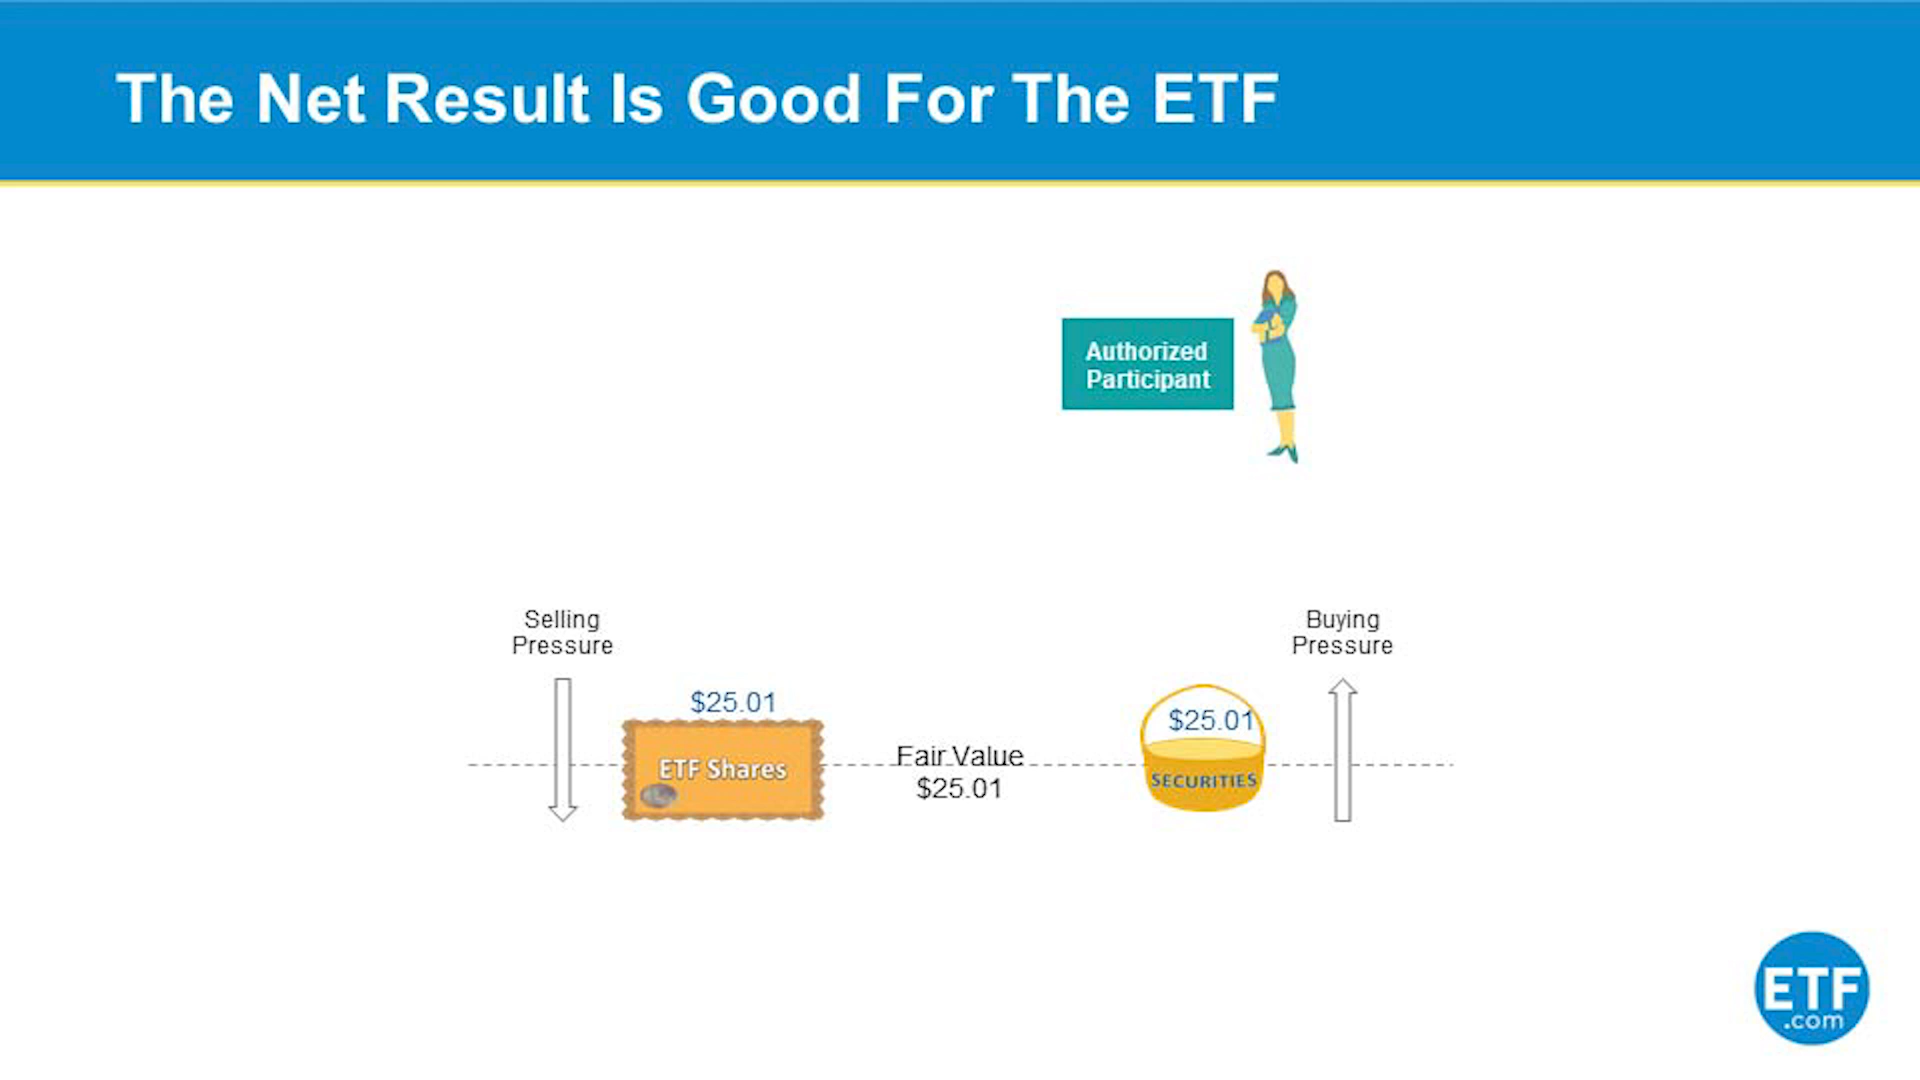 The Net Result Is Good For The ETF
Authorized
Participant
Selling
Pressure
Buying
Pressure
$25.01
$25.01
ETF Shares
Fair Value
$25.01
SECURITIES
ETF
.com